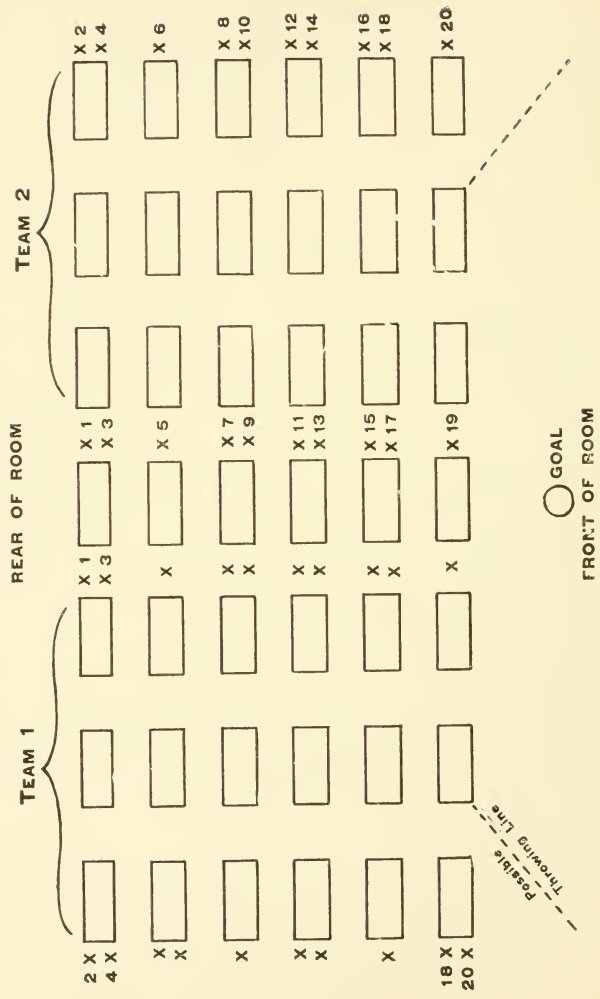 REAR OF ROOM
TEAM 1 TEAM 2
2 X X 1 X 1 X 2
4 X X 3 X 3 X 4
X X X 5 X 6
X
X X X 7 X 8
X X 9 X 10
X X X 11 X 12
X X X 13 X 14
X X X 15 X 16
X X 17 X 18
18 X X X 19 X 20
20 X
Possible
Throwing Line
GOAL
FRONT OF ROOM